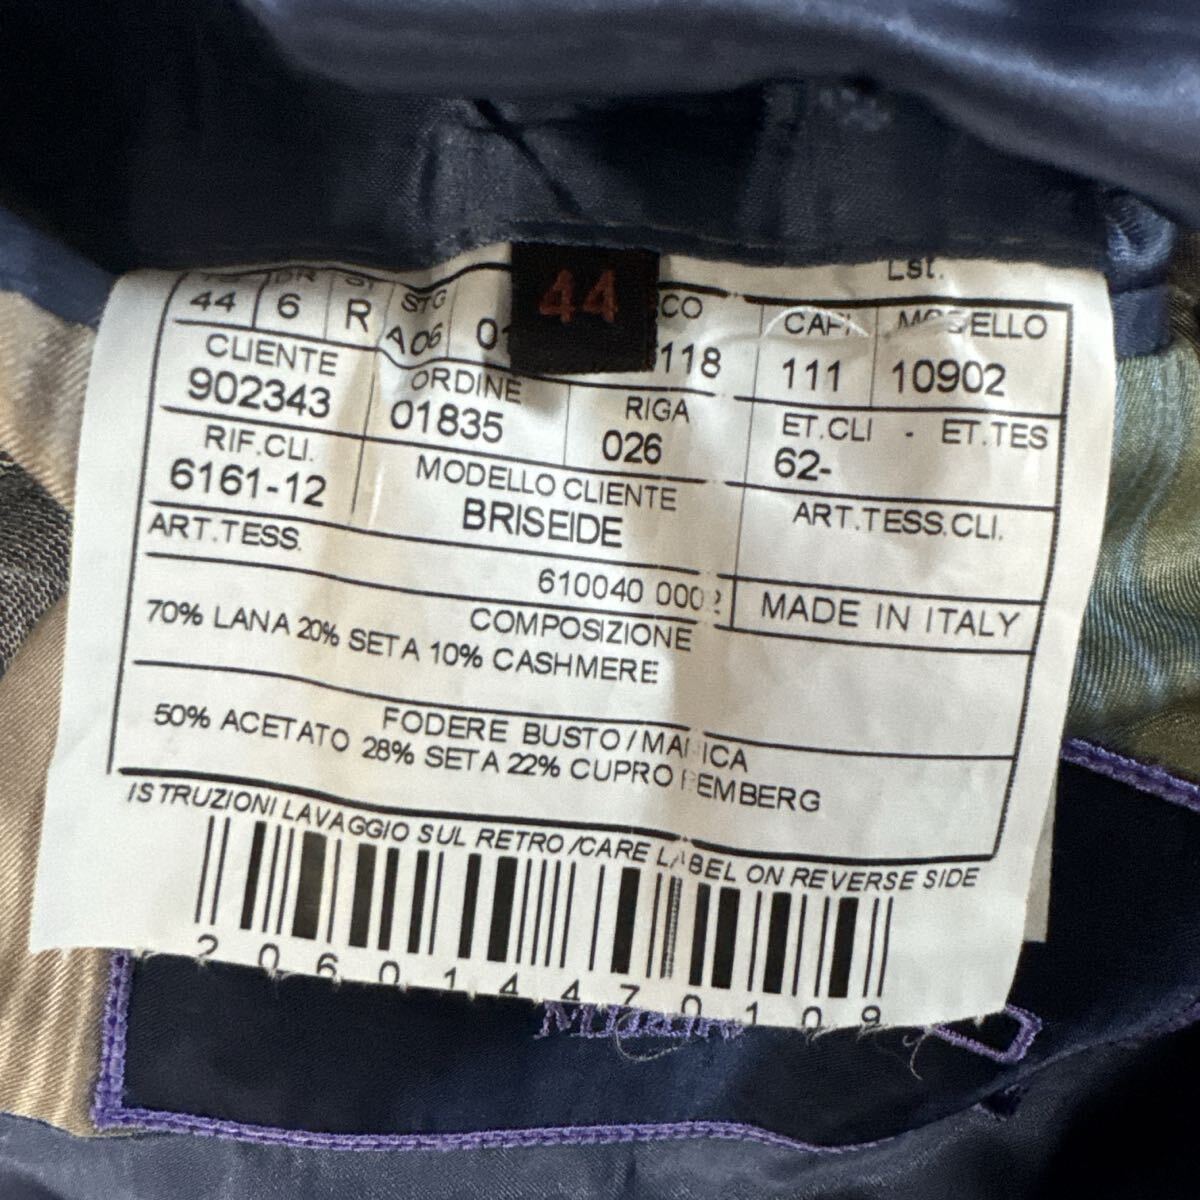 44
Lst.
DR
STG
CO
CAPI
MODELLO
44
6
R
A06
118
111
10902
CLIENTE
ORDINE
RIGA
ET.CLI - ET.TES
902343
01835
026
62-
RIF.CLI.
MODELLO CLIENTE
ART.TESS.CLI.
6161-12
BRISEIDE
ART.TESS.
610040 0002
MADE IN ITALY
COMPOSIZIONE
70% LANA 20% SETA 10% CASHMERE
FODERE BUSTO/MANICA
50% ACETATO 28% SETA 22% CUPRO BEMBERG
ISTRUZIONI LAVAGGIO SUL RETRO /CARE LABEL ON REVERSE SIDE
2060144470109